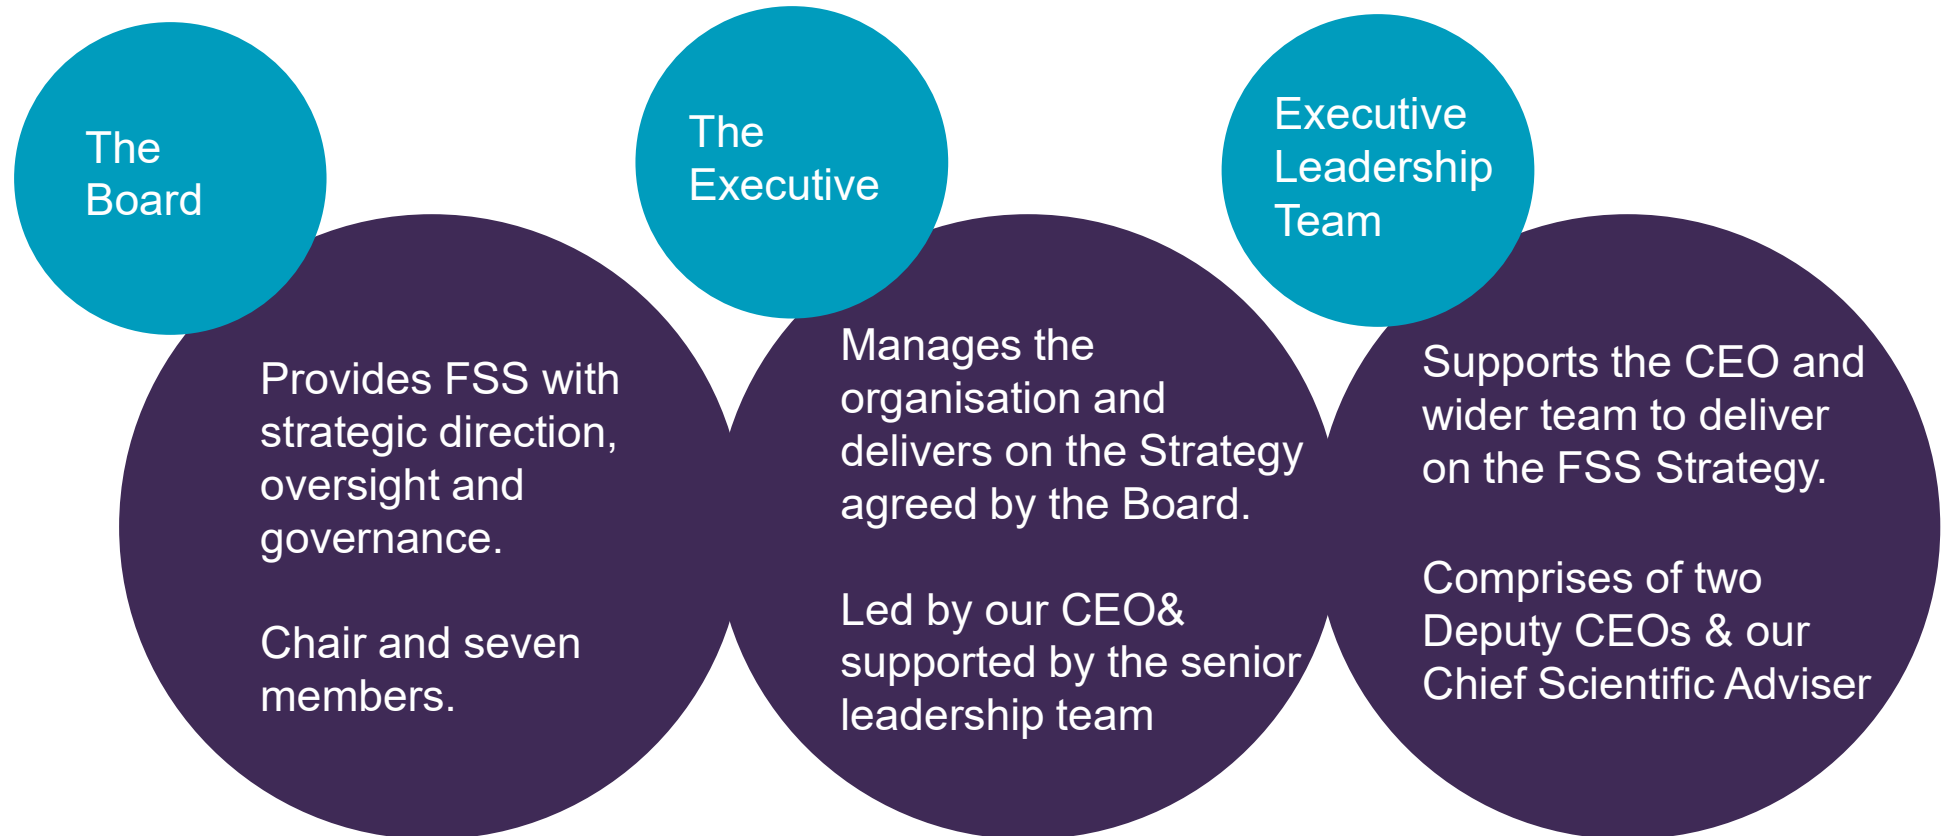 The
Board
Provides FSS with
strategic direction,
oversight and
governance.
Chair and seven
members.
The
Executive
Manages the
organisation and
delivers on the Strategy
agreed by the Board.
Led by our CEO&
supported by the senior
leadership team
Executive
Leadership
Team
Supports the CEO and
wider team to deliver
on the FSS Strategy.
Comprises of two
Deputy CEOs & our
Chief Scientific Adviser